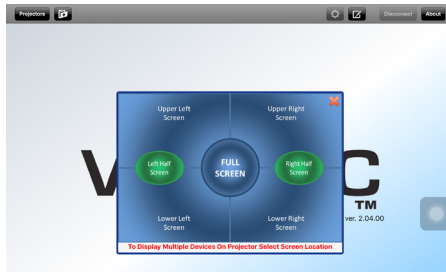 Projectors
Disconnect
About
Upper Left
Screen
Upper Right
Screen
Left Half
Screen
FULL
SCREEN
Right Half
Screen
Lower Left
Screen
Lower Right
Screen
TM
ver. 2.04.00
To Display Multiple Devices On Projector Select Screen Location